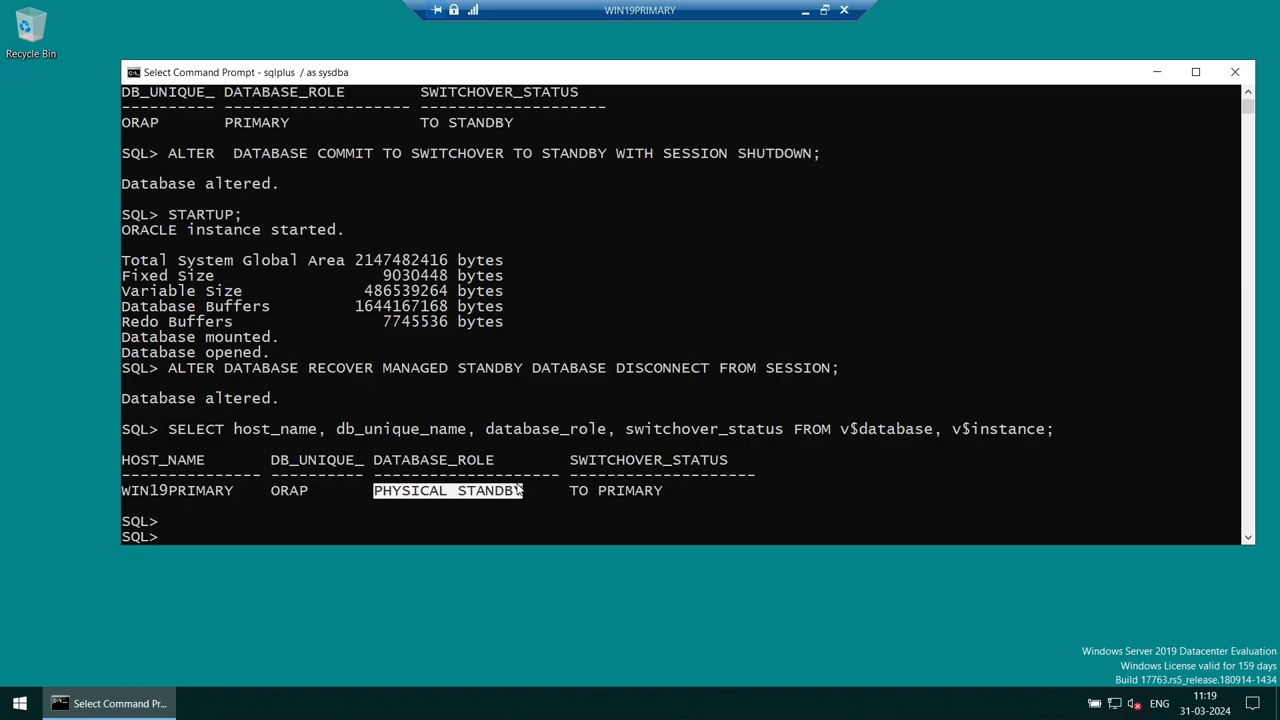 WIN19PRIMARY
Recycle Bin
Select Command Prompt - sqlplus  / as sysdba
DB_UNIQUE_ DATABASE_ROLE        SWITCHOVER_STATUS
---------- -------------------- --------------------
ORAP       PRIMARY              TO STANDBY
SQL> ALTER  DATABASE COMMIT TO SWITCHOVER TO STANDBY WITH SESSION SHUTDOWN;
Database altered.
SQL> STARTUP;
ORACLE instance started.
Total System Global Area 2147482416 bytes
Fixed Size                  9030448 bytes
Variable Size             486539264 bytes
Database Buffers         1644167168 bytes
Redo Buffers                7745536 bytes
Database mounted.
Database opened.
SQL> ALTER DATABASE RECOVER MANAGED STANDBY DATABASE DISCONNECT FROM SESSION;
Database altered.
SQL> SELECT host_name, db_unique_name, database_role, switchover_status FROM v$database, v$instance;
HOST_NAME       DB_UNIQUE_ DATABASE_ROLE        SWITCHOVER_STATUS
--------------- ---------- -------------------- --------------------
WIN19PRIMARY    ORAP       PHYSICAL STANDBY     TO PRIMARY
SQL>
SQL>
Windows Server 2019 Datacenter Evaluation
Windows License valid for 159 days
Build 17763.rs5_release.180914-1434
Select Command Pr...
ENG
11:19
31-03-2024